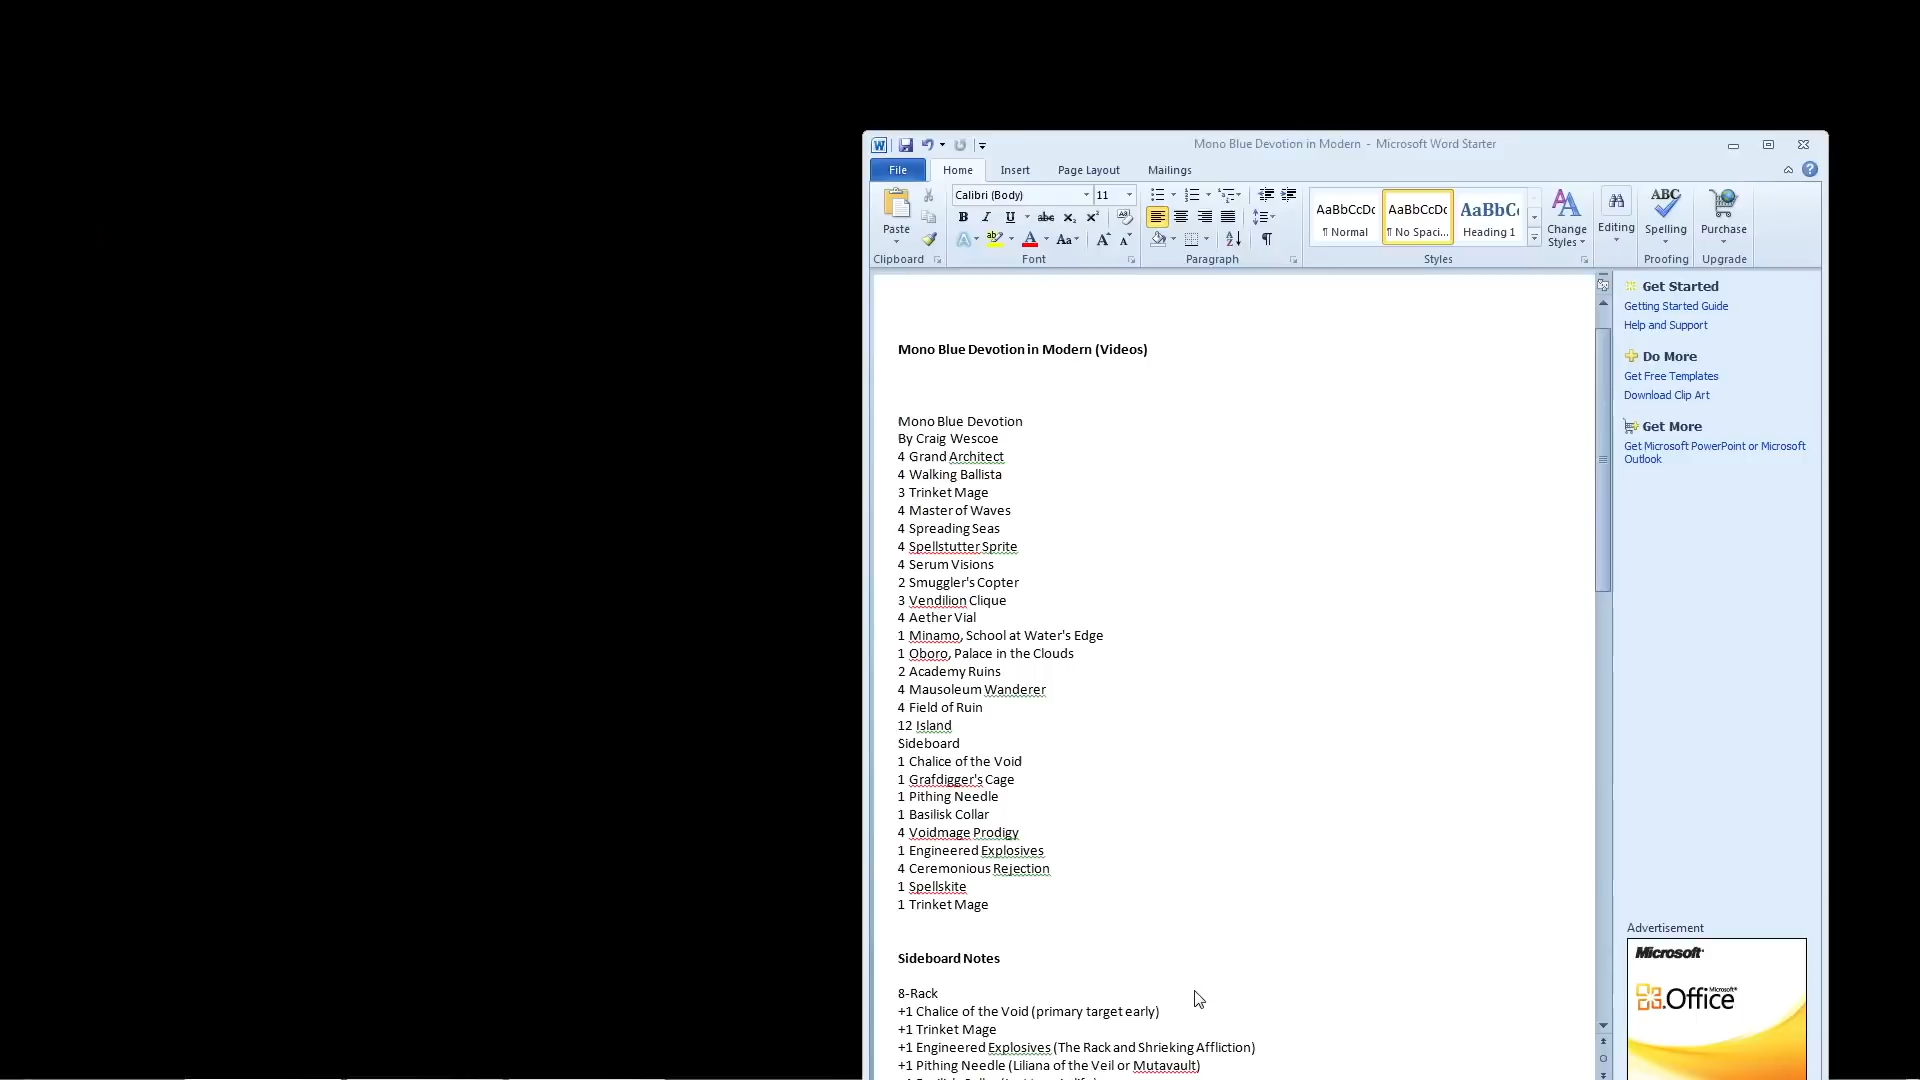 Mono Blue Devotion in Modern - Microsoft Word Starter
File Home Insert Page Layout Mailings
Calibri (Body) 11
AaBbCcDc AaBbCcDc AaBbC
Paste ¶ Normal ¶ No Spaci... Heading 1 Change Styles Editing Spelling Purchase
Clipboard Font Paragraph Styles Proofing Upgrade
Mono Blue Devotion in Modern (Videos)
Mono Blue Devotion
By Craig Wescoe
4 Grand Architect
4 Walking Ballista
3 Trinket Mage
4 Master of Waves
4 Spreading Seas
4 Spellstutter Sprite
4 Serum Visions
2 Smuggler's Copter
3 Vendilion Clique
4 Aether Vial
1 Minamo, School at Water's Edge
1 Oboro, Palace in the Clouds
2 Academy Ruins
4 Mausoleum Wanderer
4 Field of Ruin
12 Island
Sideboard
1 Chalice of the Void
1 Grafdigger's Cage
1 Pithing Needle
1 Basilisk Collar
4 Voidmage Prodigy
1 Engineered Explosives
4 Ceremonious Rejection
1 Spellskite
1 Trinket Mage
Sideboard Notes
8-Rack
+1 Chalice of the Void (primary target early)
+1 Trinket Mage
+1 Engineered Explosives (The Rack and Shrieking Affliction)
+1 Pithing Needle (Liliana of the Veil or Mutavault)
Get Started
Getting Started Guide
Help and Support
Do More
Get Free Templates
Download Clip Art
Get More
Get Microsoft PowerPoint or Microsoft
Outlook
Advertisement
Microsoft
Microsoft
Office